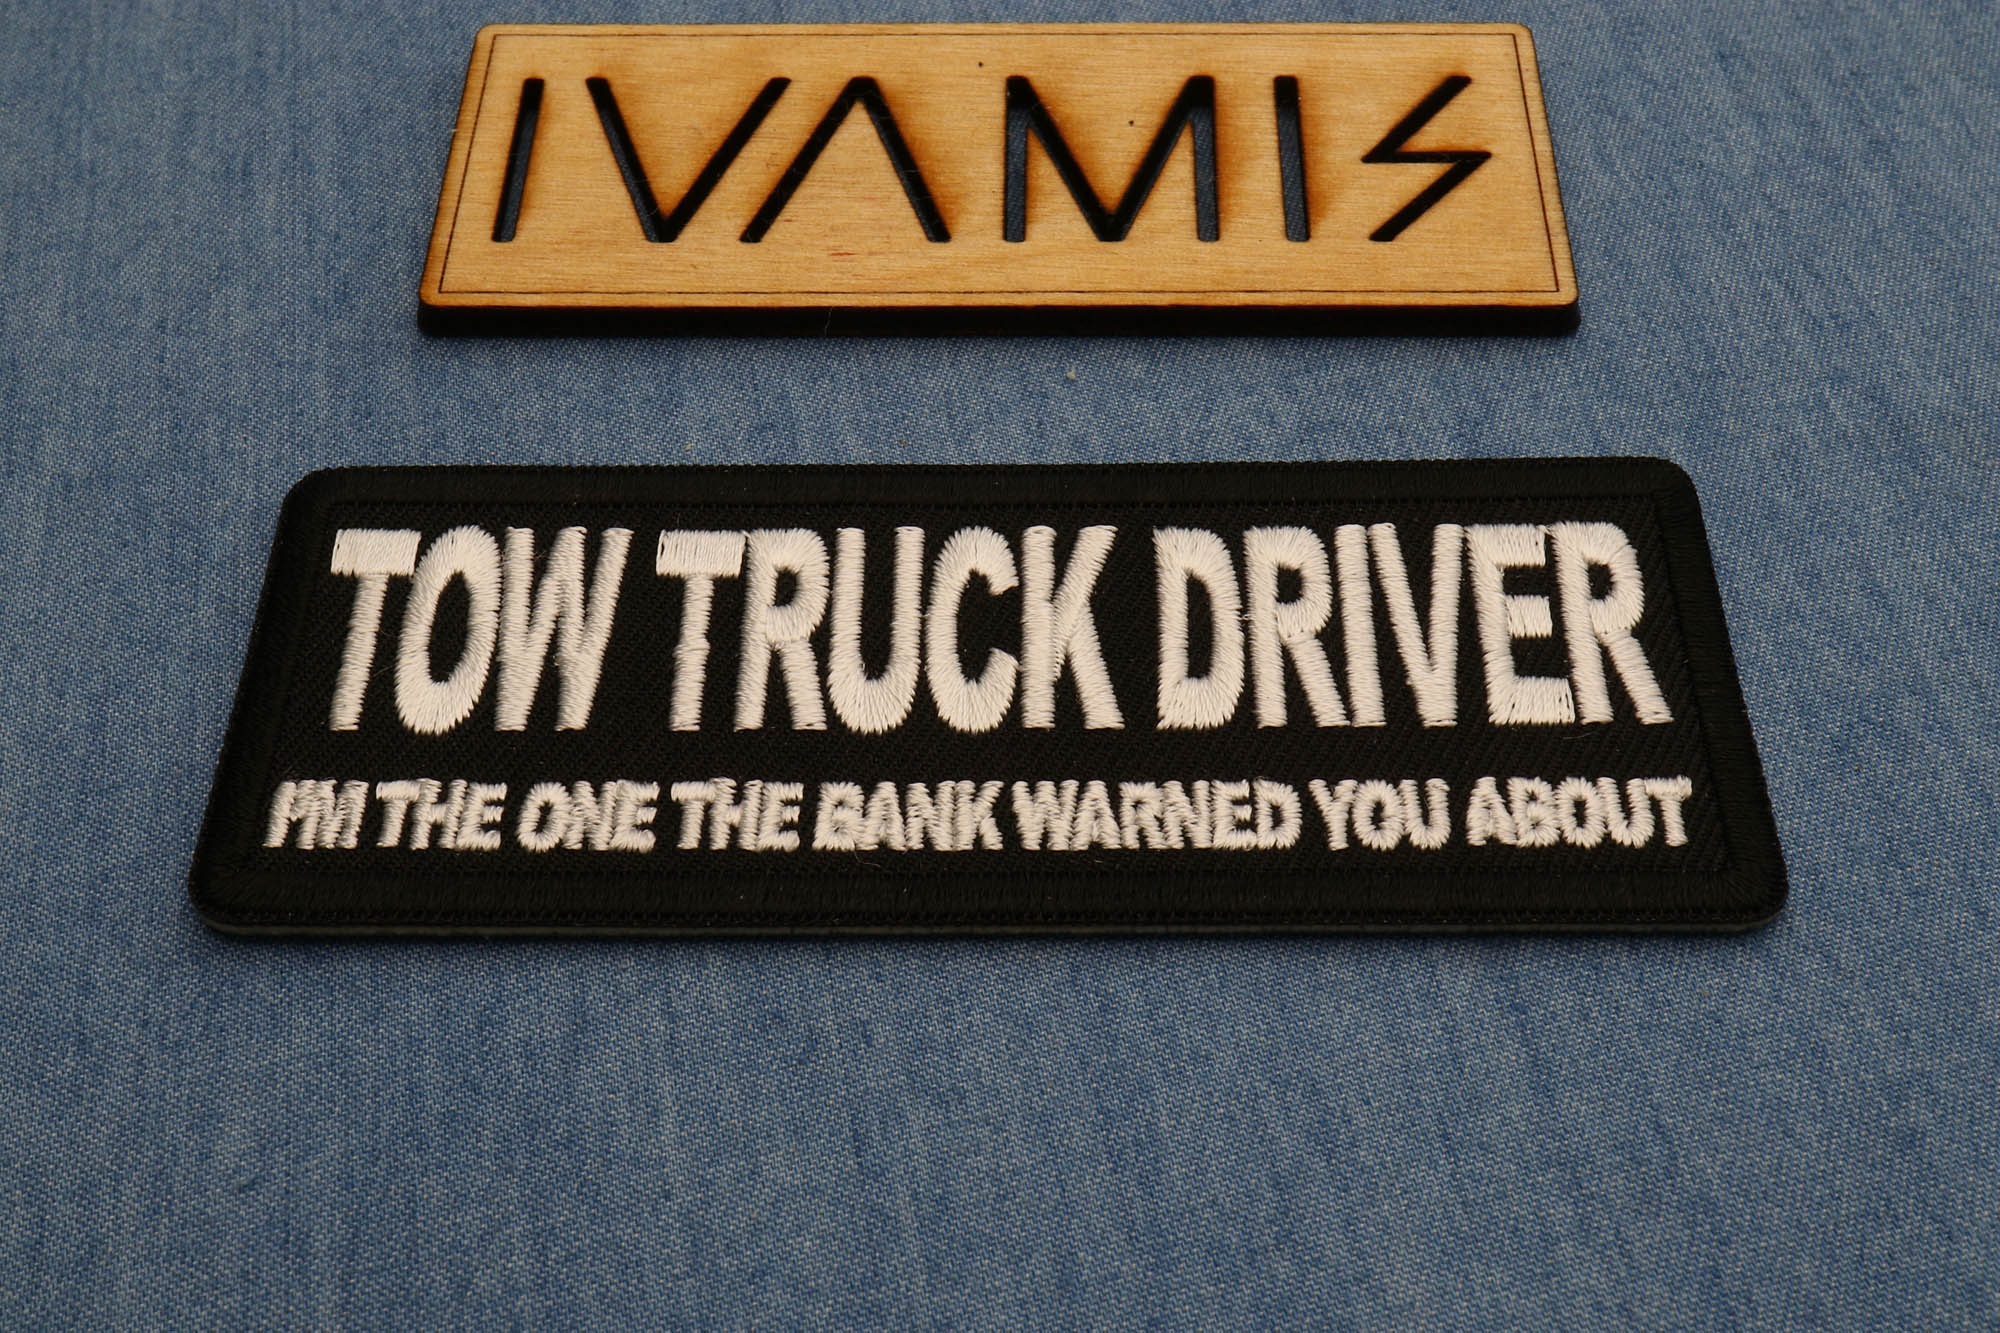 IVAMIS
TOW TRUCK DRIVER
I'M THE ONE THE BANK WARNED YOU ABOUT